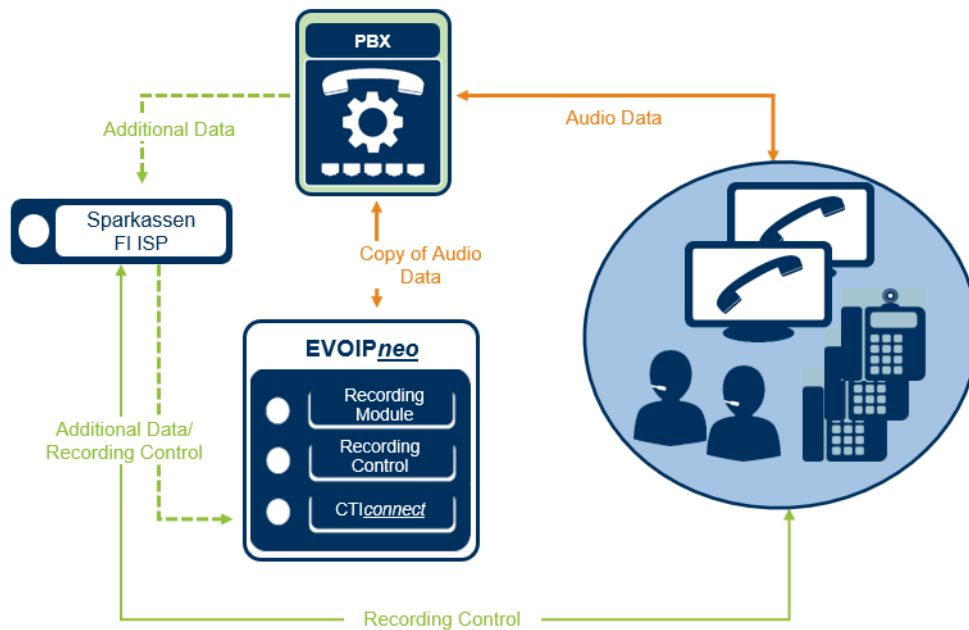 PBX
Additional Data
Audio Data
Sparkassen
FI ISP
Copy of Audio
Data
EVOIPneo
Recording
Module
Additional Data/
Recording Control
Recording
Control
CTIconnect
Recording Control